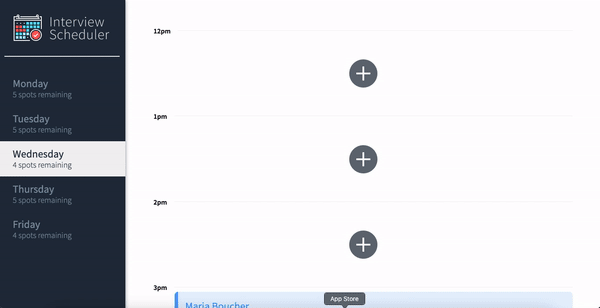 Interview
Scheduler
Monday
5 spots remaining
Tuesday
5 spots remaining
Wednesday
4 spots remaining
Thursday
5 spots remaining
Friday
4 spots remaining
12pm
1pm
2pm
3pm
Maria Boucher
App Store